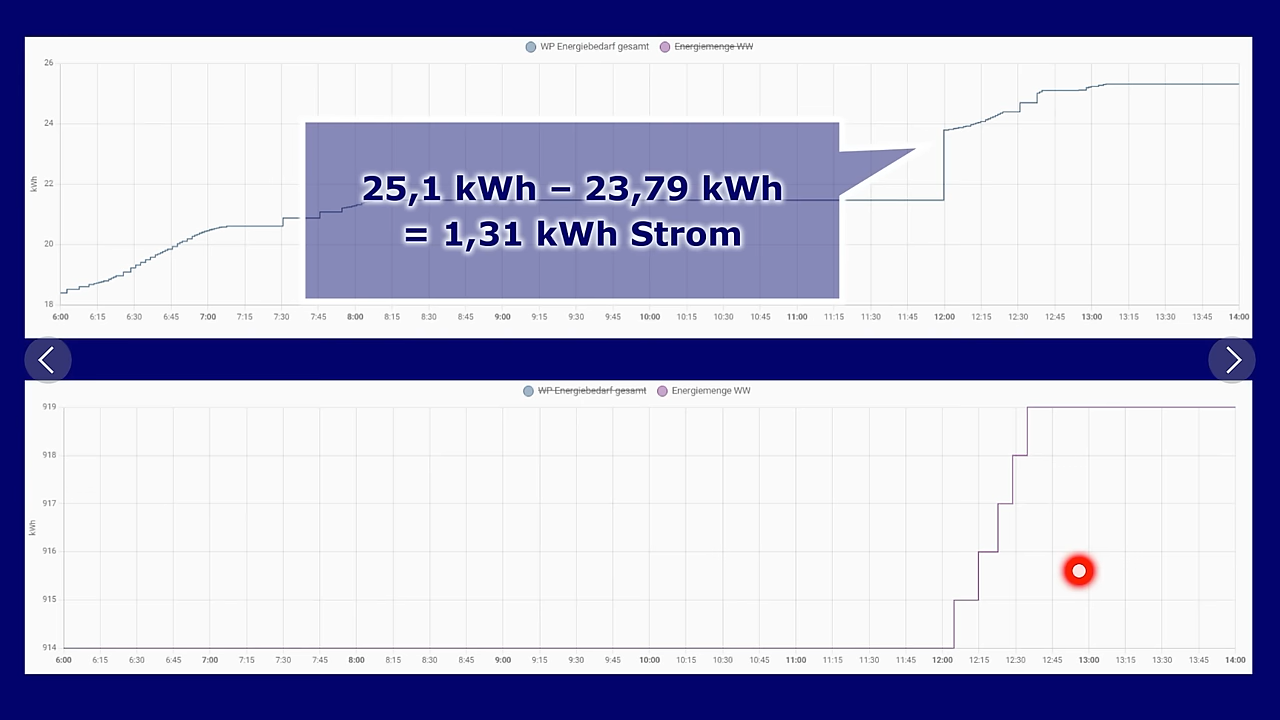 WP Energiebedarf gesamt Energiemenge WW
26
24
22
20
18
kWh
25,1 kWh – 23,79 kWh
= 1,31 kWh Strom
6:00 6:15 6:30 6:45 7:00 7:15 7:30 7:45 8:00 8:15 8:30 8:45 9:00 9:15 9:30 9:45 10:00 10:15 10:30 10:45 11:00 11:15 11:30 11:45 12:00 12:15 12:30 12:45 13:00 13:15 13:30 13:45 14:00
WP Energiebedarf gesamt Energiemenge WW
919
918
917
916
915
914
kWh
6:00 6:15 6:30 6:45 7:00 7:15 7:30 7:45 8:00 8:15 8:30 8:45 9:00 9:15 9:30 9:45 10:00 10:15 10:30 10:45 11:00 11:15 11:30 11:45 12:00 12:15 12:30 12:45 13:00 13:15 13:30 13:45 14:00